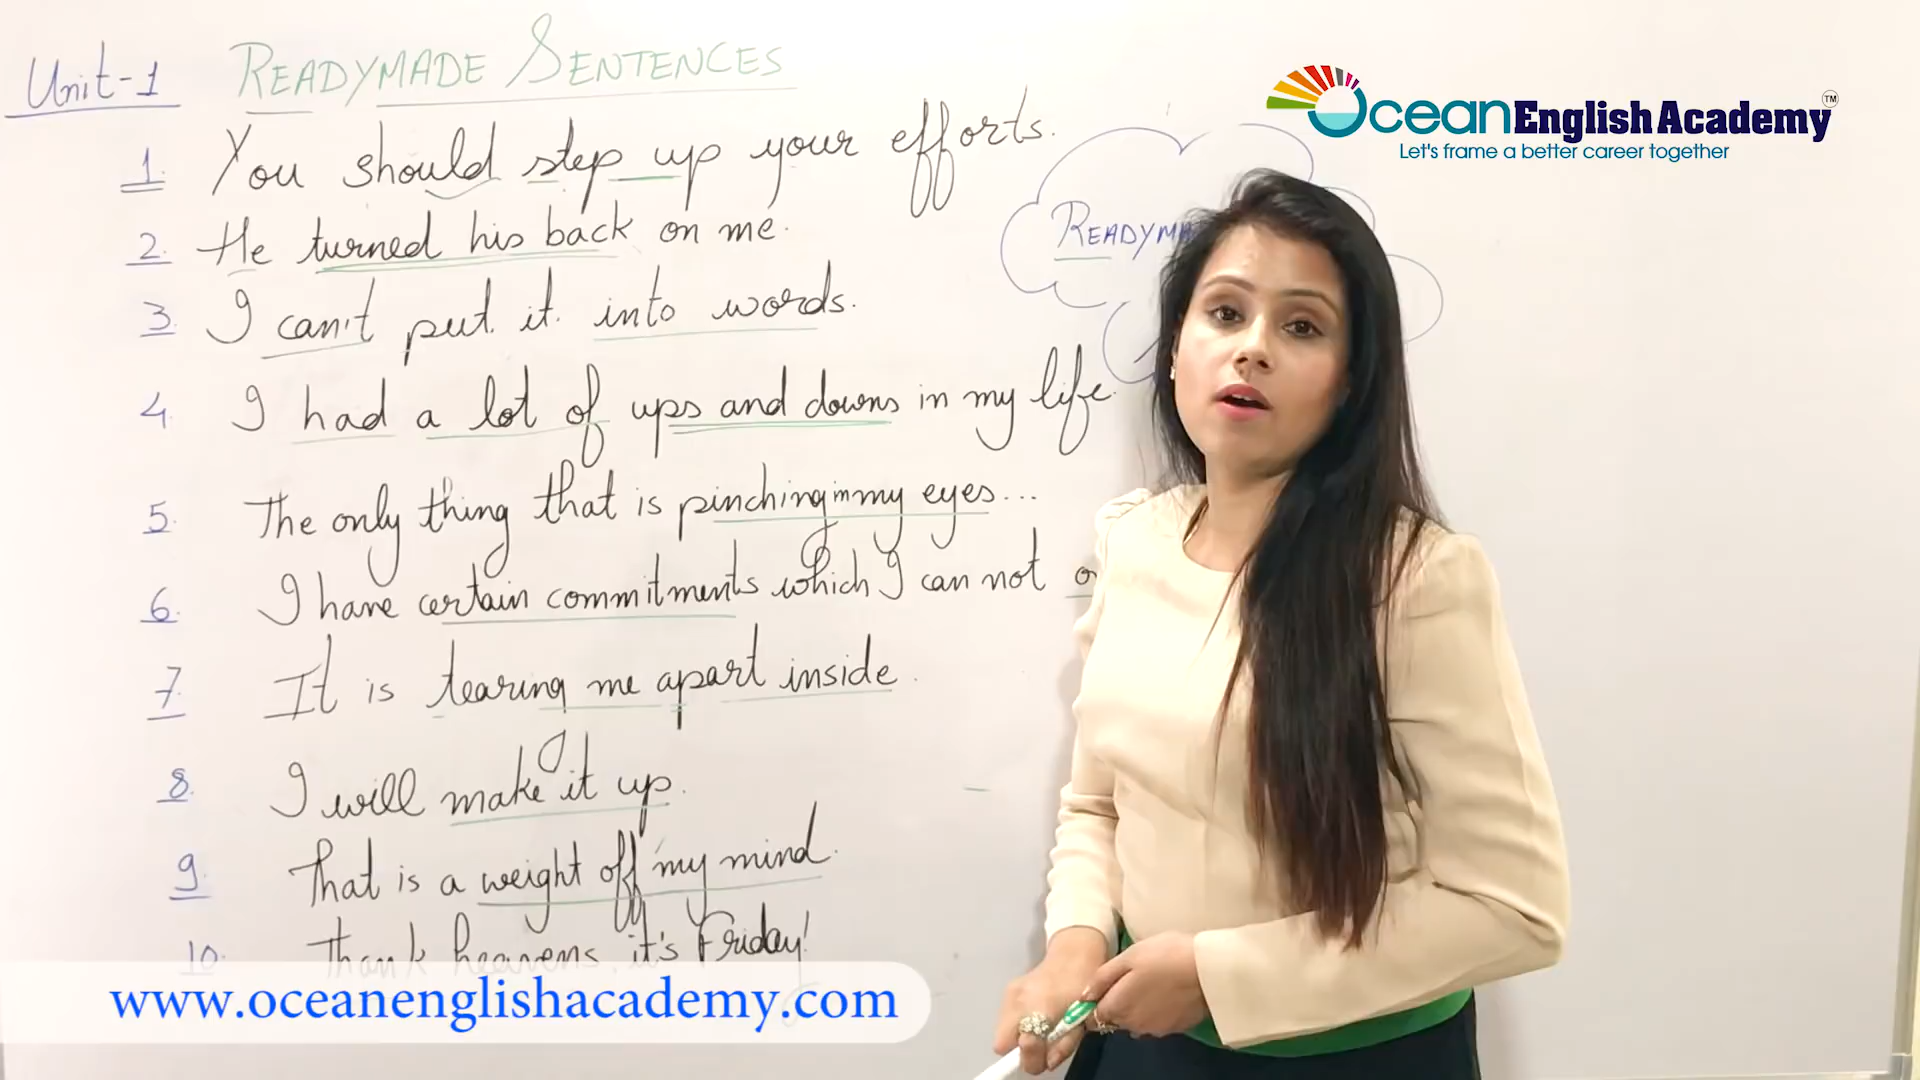 Unit-1 READYMADE SENTENCES
1. You should step up your efforts.
2. He turned his back on me.
3. I can't put it into words.
4. I had a lot of ups and downs in my life.
5. The only thing that is pinching in my eyes...
6. I have certain commitments which I can not
7. It is tearing me apart inside.
8. I will make it up.
9. That is a weight off my mind.
10. Thank heavens, it's Friday!
READYMA
Ocean English Academy TM
Let's frame a better career together
www.oceanenglishacademy.com